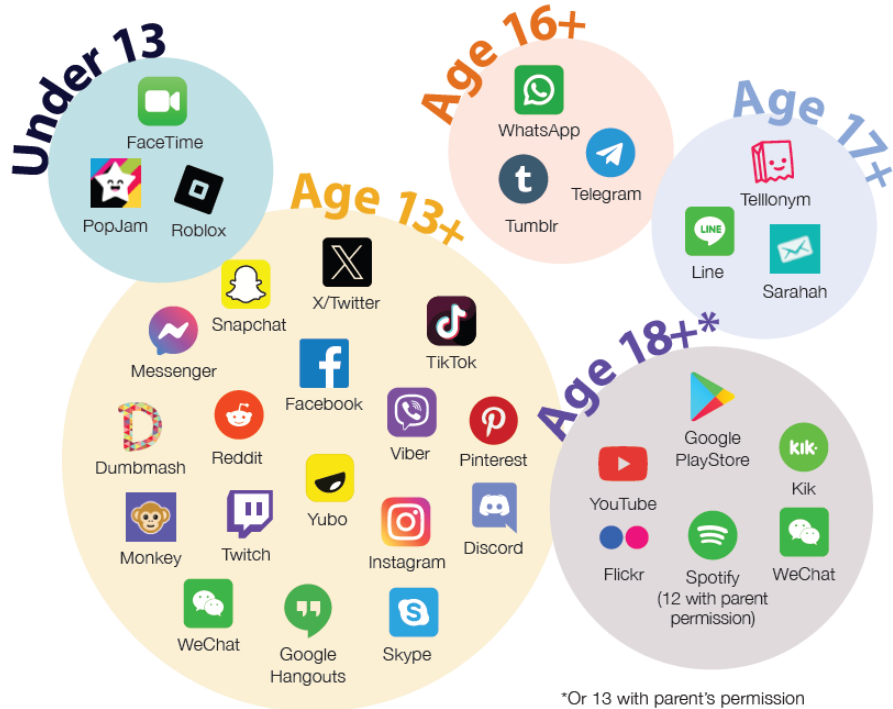 Under 13
FaceTime
PopJam
Roblox
Age 16+
WhatsApp
t
Tumblr
Telegram
Age 17+
Telllonym
LINE
Line
Sarahah
Age 13+
X/Twitter
Snapchat
TikTok
Messenger
Facebook
Dumbmash
Reddit
Viber
Pinterest
Monkey
Twitch
Yubo
Instagram
Discord
WeChat
Google
Hangouts
Skype
Age 18+*
Google
PlayStore
YouTube
kik
Kik
Flickr
Spotify
(12 with parent
permission)
WeChat
*Or 13 with parent's permission